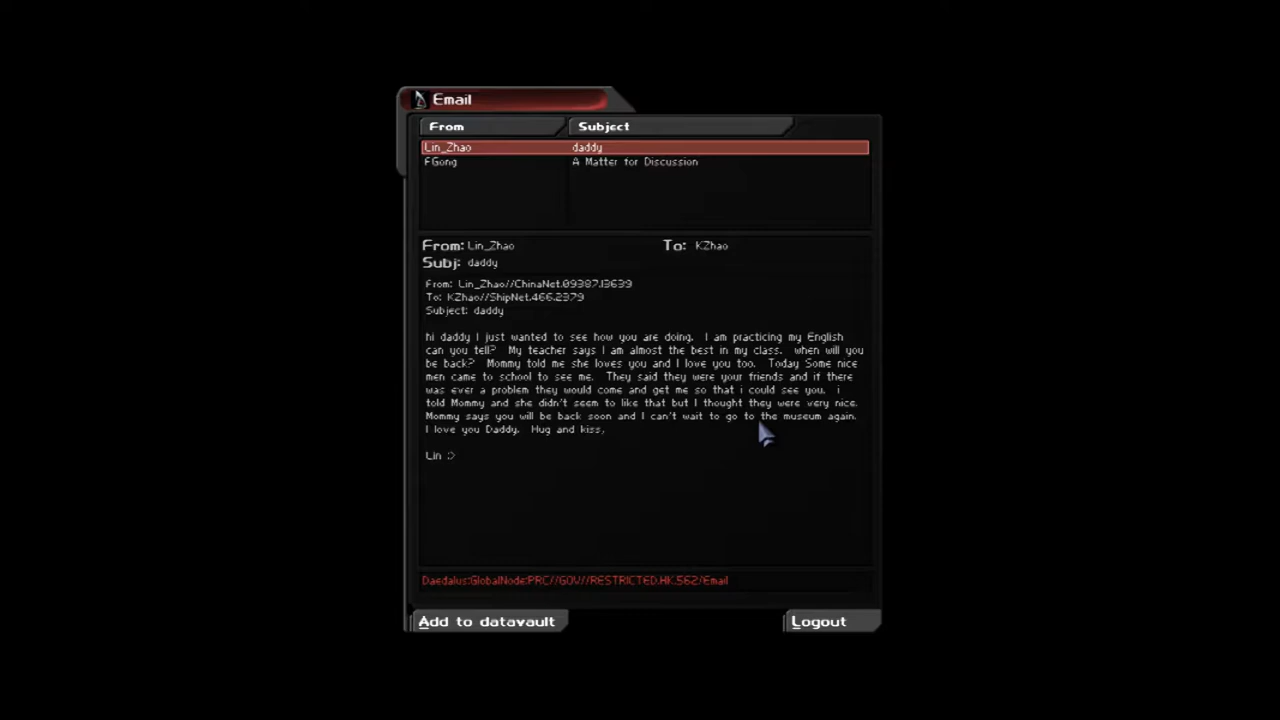 Email
From Subject
Lin_Zhao daddy
FGong A Matter for Discussion
From: Lin_Zhao To: KZhao
Subj: daddy
From: Lin_Zhao//ChinaNet.09387.13639
To: KZhao//ShipNet.466.2379
Subject: daddy
hi daddy I just wanted to see how you are doing. I am practicing my English
can you tell? My teacher says I am almost the best in my class. when will you
be back? Mommy told me she loves you and I love you too. Today Some nice
men came to school to see me. They said they were your friends and if there
was ever a problem they would come and get me so that i could see you. i
told Mommy and she didn't seem to like that but I thought they were very nice.
Mommy says you will be back soon and I can't wait to go to the museum again.
I love you Daddy. Hug and kiss,
Lin :>
Daedalus:GlobalNode:PRC//GOV//RESTRICTED.HK.562/Email
Add to datavault Logout